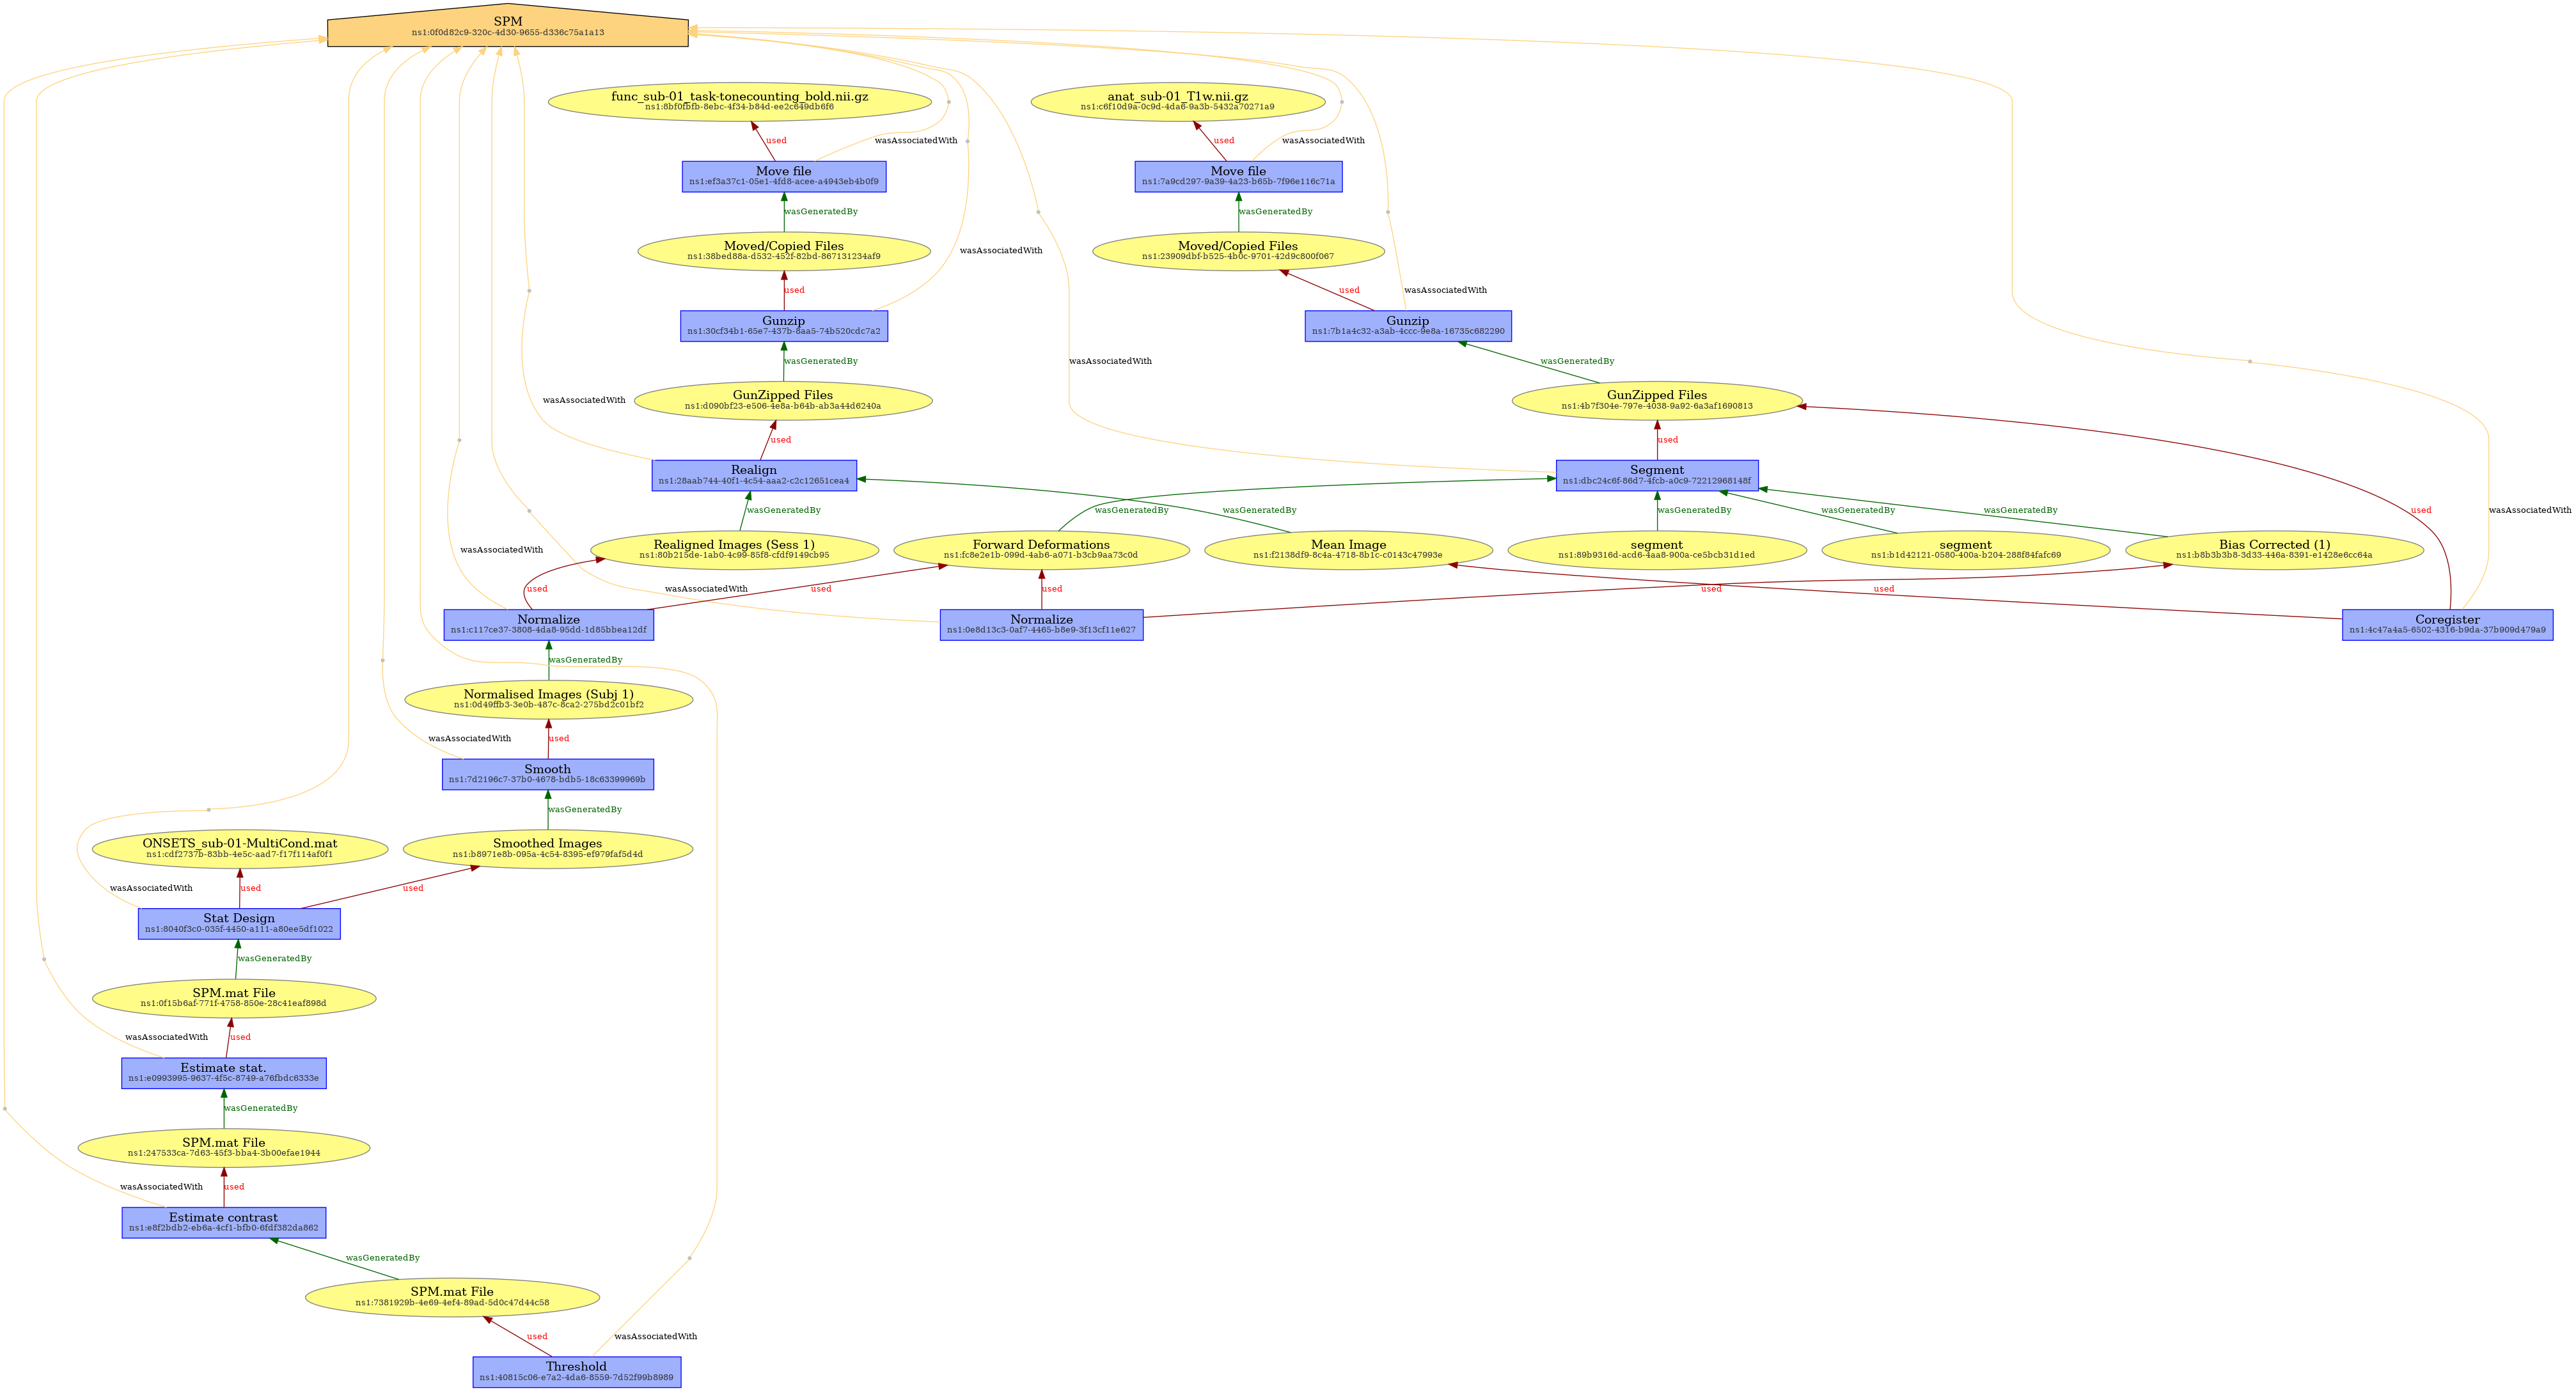 SPM
ns1:0f0d82c9-320c-4d30-9655-d336c75a1a13
func_sub-01_task-tonecounting_bold.nii.gz
ns1:8bf0fbfb-8ebc-4f34-b84d-ee2c649db6f6
anat_sub-01_T1w.nii.gz
ns1:c6f10d9a-0c9d-4da6-9a3b-5432a70271a9
used
wasAssociatedWith
used
wasAssociatedWith
Move file
ns1:ef3a37c1-05e1-4fd8-acee-a4943eb4b0f9
Move file
ns1:7a9cd297-9a39-4a23-b65b-7f96e116c71a
wasGeneratedBy
wasGeneratedBy
Moved/Copied Files
ns1:38bed88a-d532-452f-82bd-867131234af9
wasAssociatedWith
Moved/Copied Files
ns1:23909dbf-b525-4b0c-9701-42d9c800f067
used
used
wasAssociatedWith
Gunzip
ns1:30cf34b1-65e7-437b-8aa5-74b520cdc7a2
Gunzip
ns1:7b1a4c32-a3ab-4ccc-9e8a-16735c682290
wasGeneratedBy
wasAssociatedWith
wasGeneratedBy
wasAssociatedWith
GunZipped Files
ns1:d090bf23-e506-4e8a-b64b-ab3a44d6240a
GunZipped Files
ns1:4b7f304e-797e-4038-9a92-6a3af1690813
used
used
Realign
ns1:28aab744-40f1-4c54-aaa2-c2c12651cea4
Segment
ns1:dbc24c6f-86d7-4fcb-a0c9-72212968148f
wasGeneratedBy
wasGeneratedBy
wasGeneratedBy
wasGeneratedBy
wasGeneratedBy
wasGeneratedBy
used
wasAssociatedWith
wasAssociatedWith
Realigned Images (Sess 1)
ns1:80b215de-1ab0-4c99-85f8-cfdf9149cb95
Forward Deformations
ns1:fc8e2e1b-099d-4ab6-a071-b3cb9aa73c0d
Mean Image
ns1:f2138df9-8c4a-4718-8b1c-c0143c47993e
segment
ns1:89b9316d-acd6-4aa8-900a-ce5bcb31d1ed
segment
ns1:b1d42121-0580-400a-b204-288f84fafc69
Bias Corrected (1)
ns1:b8b3b3b8-3d33-446a-8391-e1428e6cc64a
used
wasAssociatedWith
used
used
used
used
Normalize
ns1:c117ce37-3808-4da8-95dd-1d85bbea12df
Normalize
ns1:0e8d13c3-0af7-4465-b8e9-3f13cf11e627
Coregister
ns1:4c47a4a5-6502-4316-b9da-37b909d479a9
wasGeneratedBy
Normalised Images (Subj 1)
ns1:0d49ffb3-3e0b-487c-8ca2-275bd2c01bf2
wasAssociatedWith
used
Smooth
ns1:7d2196c7-37b0-4678-bdb5-18c63399969b
wasGeneratedBy
ONSETS_sub-01-MultiCond.mat
ns1:cdf2737b-83bb-4e5c-aad7-f17f114af0f1
Smoothed Images
ns1:b8971e8b-095a-4c54-8395-ef979faf5d4d
wasAssociatedWith
used
used
Stat Design
ns1:8040f3c0-035f-4450-a111-a80ee5df1022
wasGeneratedBy
SPM.mat File
ns1:0f15b6af-771f-4758-850e-28c41eaf898d
wasAssociatedWith
used
Estimate stat.
ns1:e0993995-9637-4f5c-8749-a76fbdc6333e
wasGeneratedBy
SPM.mat File
ns1:247533ca-7d63-45f3-bba4-3b00efae1944
wasAssociatedWith
used
Estimate contrast
ns1:e8f2bdb2-eb6a-4cf1-bfb0-6fdf382da862
wasGeneratedBy
SPM.mat File
ns1:7381929b-4e69-4ef4-89ad-5d0c47d44c58
used
wasAssociatedWith
Threshold
ns1:40815c06-e7a2-4da6-8559-7d52f99b8989